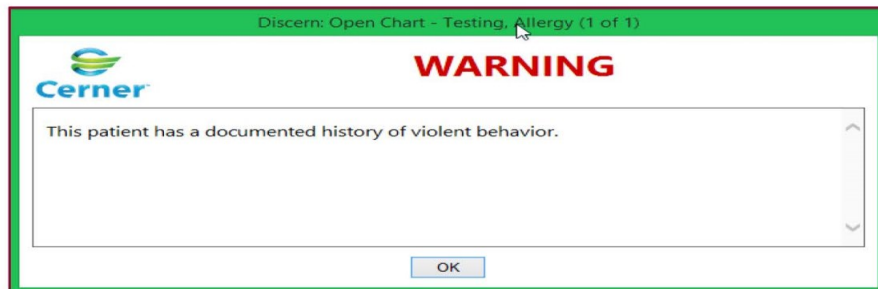 Discern: Open Chart - Testing, Allergy (1 of 1)
Cerner
WARNING
This patient has a documented history of violent behavior.
OK